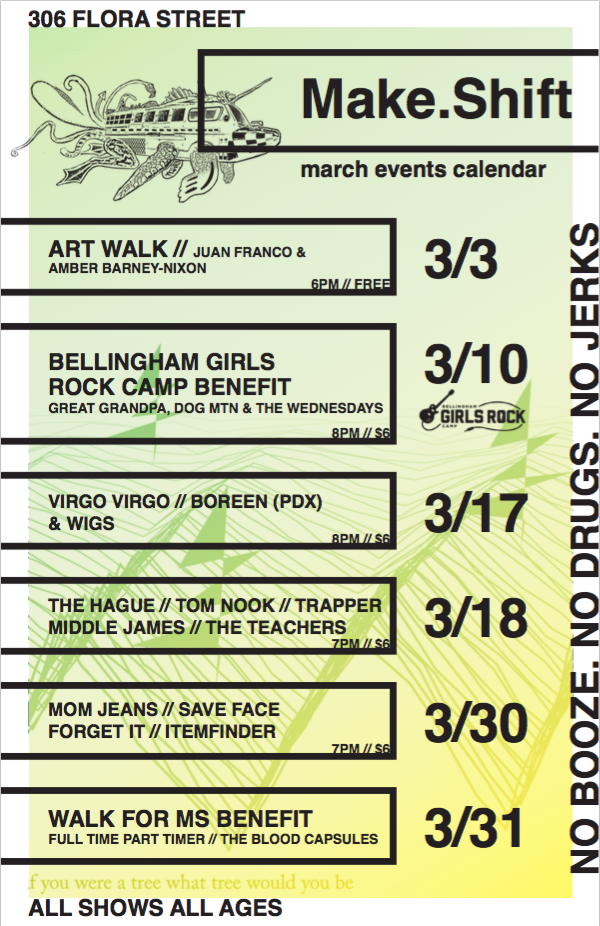 306 FLORA STREET
Make.Shift
march events calendar
ART WALK // JUAN FRANCO &
AMBER BARNEY-NIXON
6PM // FREE
3/3
BELLINGHAM GIRLS
ROCK CAMP BENEFIT
GREAT GRANDPA, DOG MTN & THE WEDNESDAYS
8PM // $6
3/10
BELLINGHAM
GIRLS ROCK
CAMP
VIRGO VIRGO // BOREEN (PDX)
& WIGS
8PM // $6
3/17
THE HAGUE // TOM NOOK // TRAPPER
MIDDLE JAMES // THE TEACHERS
7PM // $6
3/18
MOM JEANS // SAVE FACE
FORGET IT // ITEMFINDER
7PM // $6
3/30
WALK FOR MS BENEFIT
FULL TIME PART TIMER // THE BLOOD CAPSULES
3/31
NO BOOZE. NO DRUGS. NO JERKS
f you were a tree what tree would you be
ALL SHOWS ALL AGES